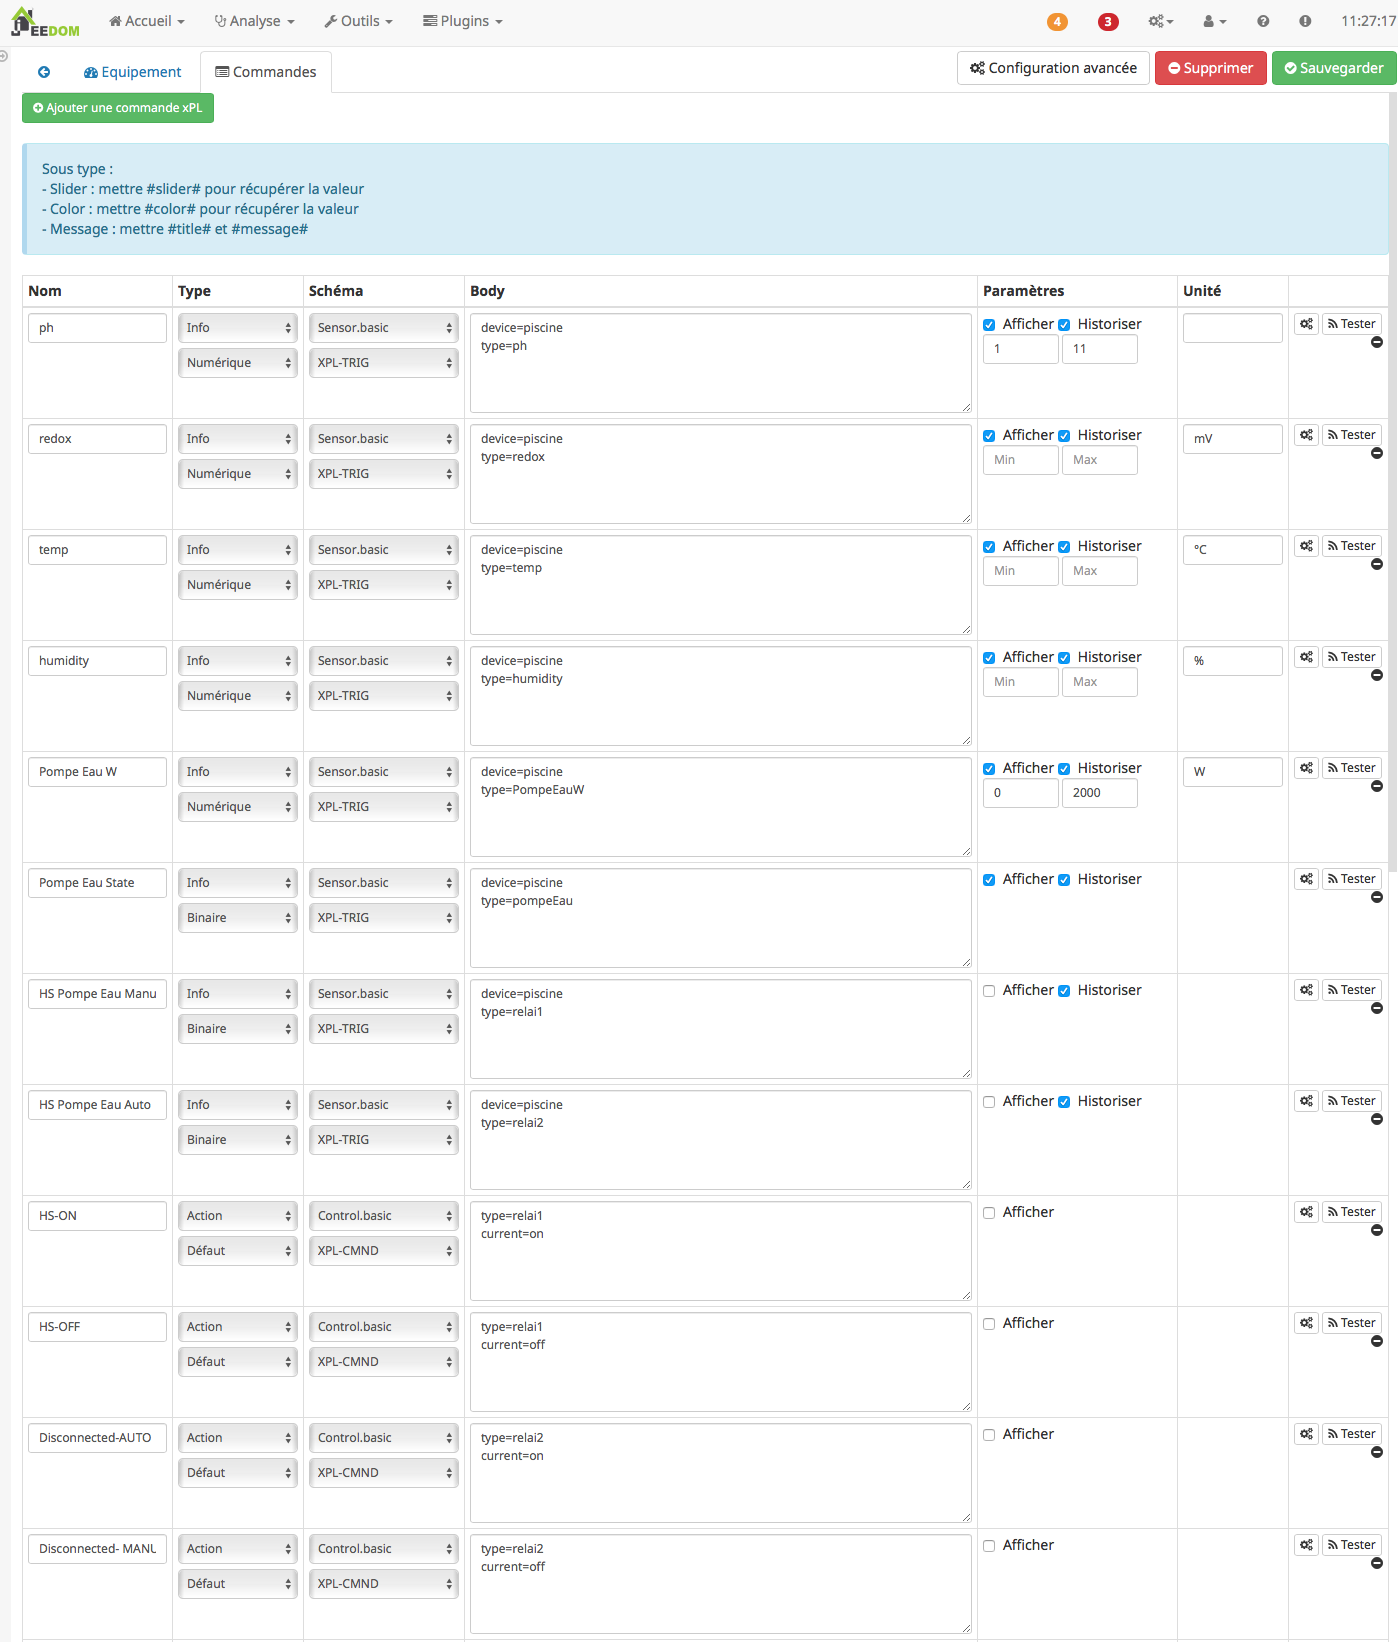 JEEDOM Accueil Analyse Outils Plugins 4 3 11:27:17
Equipement Commandes Configuration avancée Supprimer Sauvegarder
Ajouter une commande xPL
Sous type :
- Slider : mettre #slider# pour récupérer la valeur
- Color : mettre #color# pour récupérer la valeur
- Message : mettre #title# et #message#
Nom Type Schéma Body Paramètres Unité
ph Info Sensor.basic device=piscine Afficher Historiser Tester
type=ph
Numérique XPL-TRIG 1 11
redox Info Sensor.basic device=piscine Afficher Historiser mV Tester
type=redox
Numérique XPL-TRIG Min Max
temp Info Sensor.basic device=piscine Afficher Historiser °C Tester
type=temp
Numérique XPL-TRIG Min Max
humidity Info Sensor.basic device=piscine Afficher Historiser % Tester
type=humidity
Numérique XPL-TRIG Min Max
Pompe Eau W Info Sensor.basic device=piscine Afficher Historiser W Tester
type=PompeEauW
Numérique XPL-TRIG 0 2000
Pompe Eau State Info Sensor.basic device=piscine Afficher Historiser Tester
type=pompeEau
Binaire XPL-TRIG
HS Pompe Eau Manu Info Sensor.basic device=piscine Afficher Historiser Tester
type=relai1
Binaire XPL-TRIG
HS Pompe Eau Auto Info Sensor.basic device=piscine Afficher Historiser Tester
type=relai2
Binaire XPL-TRIG
HS-ON Action Control.basic type=relai1 Afficher Tester
current=on
Défaut XPL-CMND
HS-OFF Action Control.basic type=relai1 Afficher Tester
current=off
Défaut XPL-CMND
Disconnected-AUTO Action Control.basic type=relai2 Afficher Tester
current=on
Défaut XPL-CMND
Disconnected- MANU Action Control.basic type=relai2 Afficher Tester
current=off
Défaut XPL-CMND